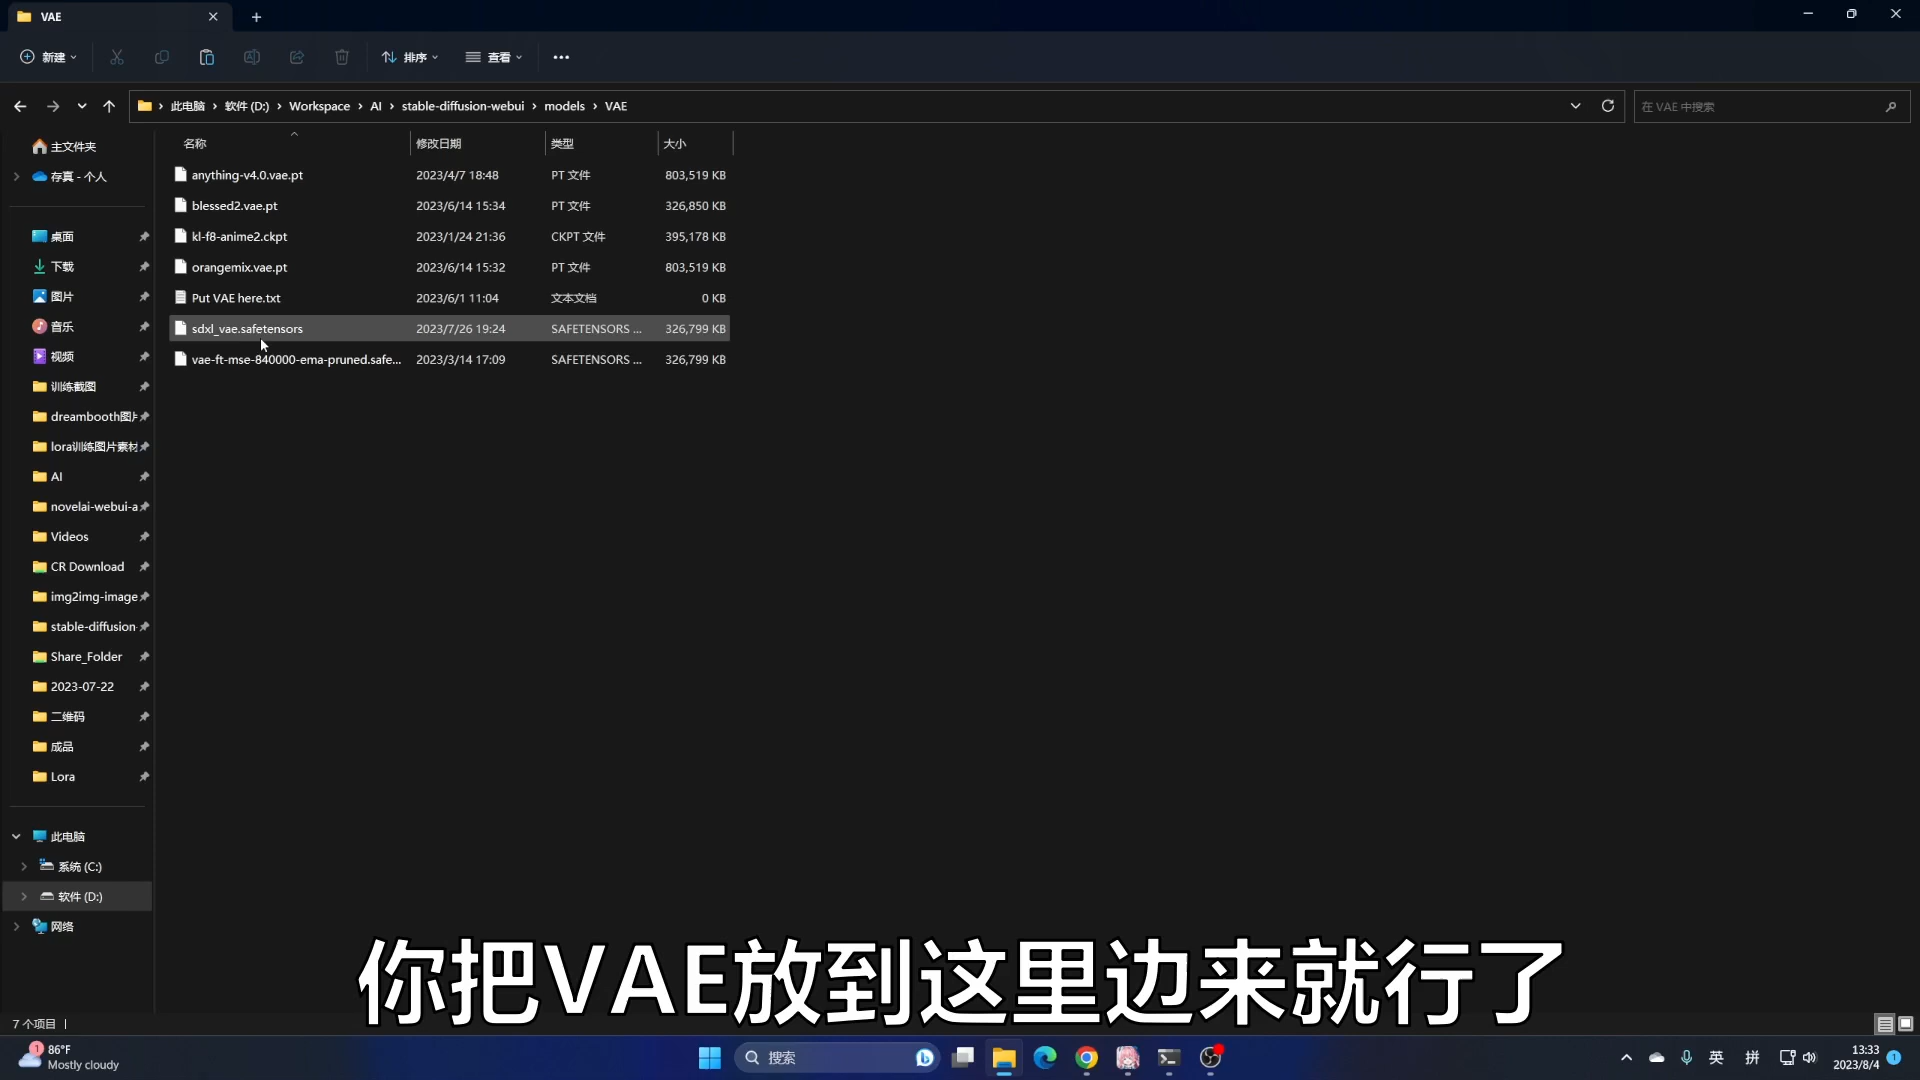 VAE
新建
排序
查看
此电脑 › 软件 (D:) › Workspace › AI › stable-diffusion-webui › models › VAE
在 VAE 中搜索
主文件夹
存真 - 个人
桌面
下载
图片
音乐
视频
训练截图
dreambooth图片
lora训练图片素材
AI
novelai-webui-a
Videos
CR Download
img2img-image
stable-diffusion-
Share_Folder
2023-07-22
二维码
成品
Lora
此电脑
系统 (C:)
软件 (D:)
网络
名称 修改日期 类型 大小
anything-v4.0.vae.pt 2023/4/7 18:48 PT 文件 803,519 KB
blessed2.vae.pt 2023/6/14 15:34 PT 文件 326,850 KB
kl-f8-anime2.ckpt 2023/1/24 21:36 CKPT 文件 395,178 KB
orangemix.vae.pt 2023/6/14 15:32 PT 文件 803,519 KB
Put VAE here.txt 2023/6/1 11:04 文本文档 0 KB
sdxl_vae.safetensors 2023/7/26 19:24 SAFETENSORS ... 326,799 KB
vae-ft-mse-840000-ema-pruned.safe... 2023/3/14 17:09 SAFETENSORS ... 326,799 KB
你把VAE放到这里边来就行了
7 个项目
1
86°F
Mostly cloudy
搜索
英
拼
13:33
2023/8/4
1